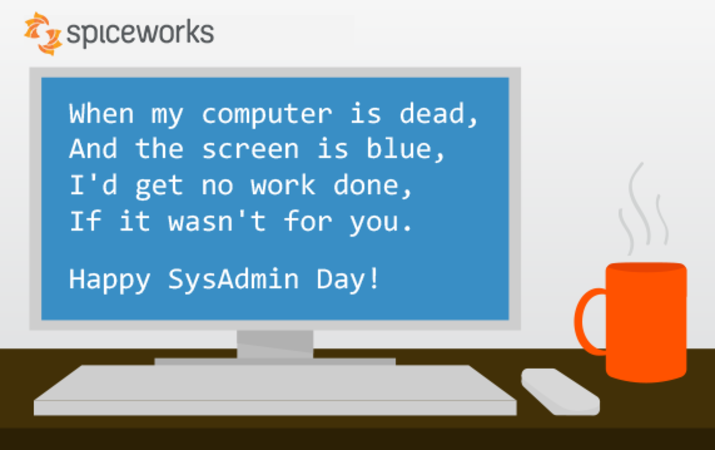 spiceworks
When my computer is dead,
And the screen is blue,
I'd get no work done,
If it wasn't for you.
Happy SysAdmin Day!